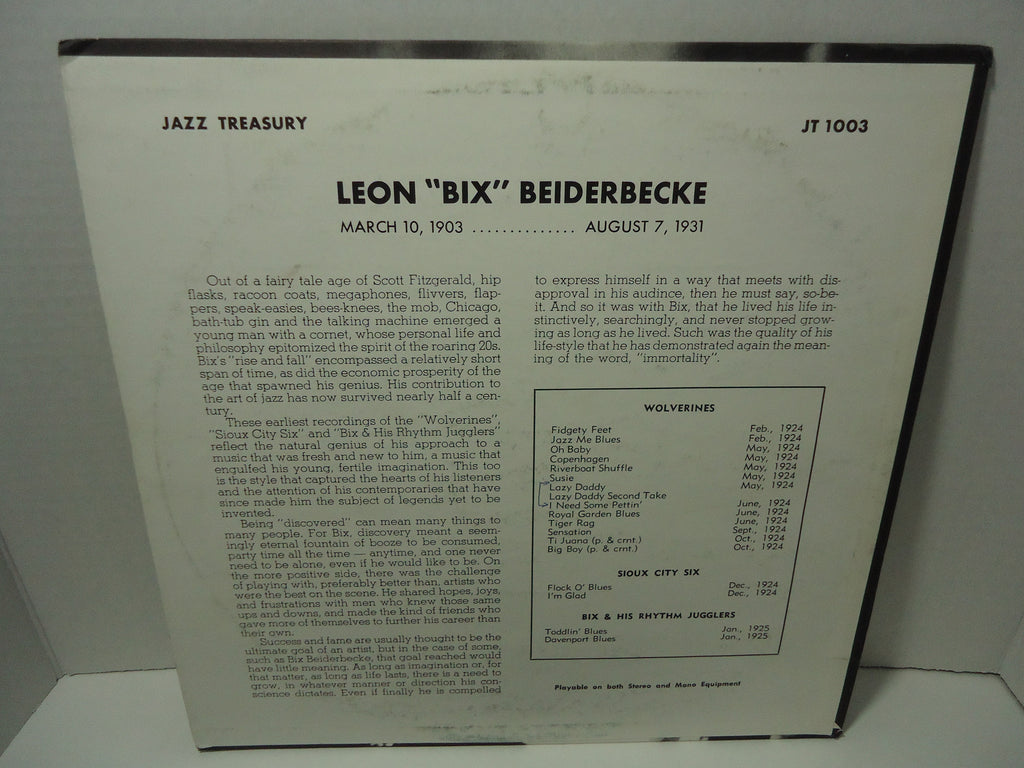 JAZZ TREASURY
JT 1003
LEON "BIX" BEIDERBECKE
MARCH 10, 1903 .............. AUGUST 7, 1931
Out of a fairy tale age of Scott Fitzgerald, hip
flasks, racoon coats, megaphones, flivvers, flap-
pers, speak-easies, bees-knees, the mob, Chicago,
bath-tub gin and the talking machine emerged a
young man with a cornet, whose personal life and
philosophy epitomized the spirit of the roaring 20s.
Bix's "rise and fall" encompassed a relatively short
span of time, as did the economic prosperity of the
age that spawned his genius. His contribution to
the art of jazz has now survived nearly half a cen-
tury.
These earliest recordings of the "Wolverines",
"Sioux City Six" and "Bix & His Rhythm Jugglers"
reflect the natural genius of his approach to a
music that was fresh and new to him, a music that
engulfed his young, fertile imagination. This too
is the style that captured the hearts of his listeners
and the attention of his contemporaries that have
since made him the subject of legends yet to be
invented.
Being "discovered" can mean many things to
many people. For Bix, discovery meant a seem-
ingly eternal fountain of booze to be consumed,
party time all the time — anytime, and one never
need to be alone, even if he would like to be. On
the more positive side, there was the challenge
of playing with, preferably better than, artists who
were the best on the scene. He shared hopes, joys,
and frustrations with men who knew those same
ups and downs, and made the kind of friends who
gave more of themselves to further his career than
their own.
Success and fame are usually thought to be the
ultimate goal of an artist, but in the case of some,
such as Bix Beiderbecke, that goal reached would
have little meaning. As long as imagination or, for
that matter, as long as life lasts, there is a need to
grow, in whatever manner or direction his con-
science dictates. Even if finally he is compelled
to express himself in a way that meets with dis-
approval in his audince, then he must say, so-be-
it. And so it was with Bix, that he lived his life in-
stinctively, searchingly, and never stopped grow-
ing as long as he lived. Such was the quality of his
life-style that he has demonstrated again the mean-
ing of the word, "immortality".
WOLVERINES
Fidgety Feet Feb., 1924
Jazz Me Blues Feb., 1924
Oh Baby May, 1924
Copenhagen May, 1924
Riverboat Shuffle May, 1924
Susie May, 1924
Lazy Daddy May, 1924
Lazy Daddy Second Take
I Need Some Pettin' June, 1924
Royal Garden Blues June, 1924
Tiger Rag June, 1924
Sensation Sept., 1924
Ti Juana (p. & crnt.) Oct., 1924
Big Boy (p. & crnt.) Oct., 1924
SIOUX CITY SIX
Flock O' Blues Dec., 1924
I'm Glad Dec., 1924
BIX & HIS RHYTHM JUGGLERS
Toddlin' Blues Jan., 1925
Davenport Blues Jan., 1925
Playable on both Stereo and Mono Equipment